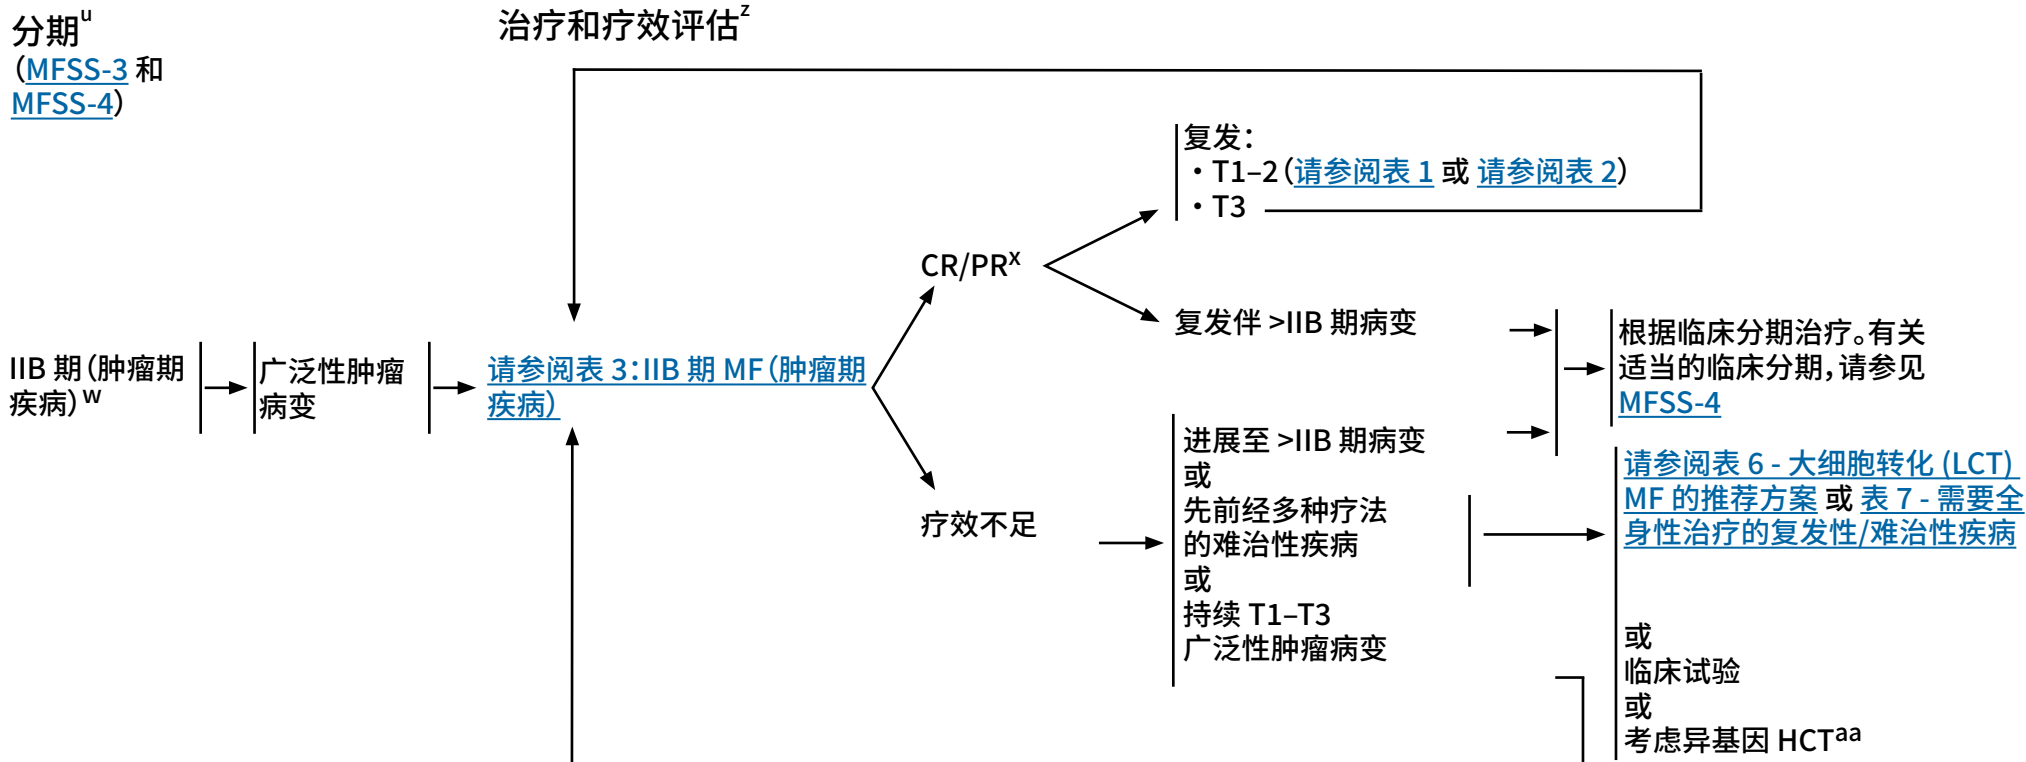 分期u
(MFSS-3 和
MFSS-4)
治疗和疗效评估z
复发：
• T1–2（请参阅表 1 或 请参阅表 2）
• T3
CR/PRx
复发伴 >IIB 期病变
根据临床分期治疗。有关
适当的临床分期，请参见
MFSS-4
IIB 期（肿瘤期
疾病）w
广泛性肿瘤
病变
请参阅表 3：IIB 期 MF（肿瘤期
疾病）
疗效不足
进展至 >IIB 期病变
或
先前经多种疗法
的难治性疾病
或
持续 T1–T3
广泛性肿瘤病变
请参阅表 6 - 大细胞转化 (LCT)
MF 的推荐方案 或 表 7 - 需要全
身性治疗的复发性/难治性疾病
或
临床试验
或
考虑异基因 HCTaa